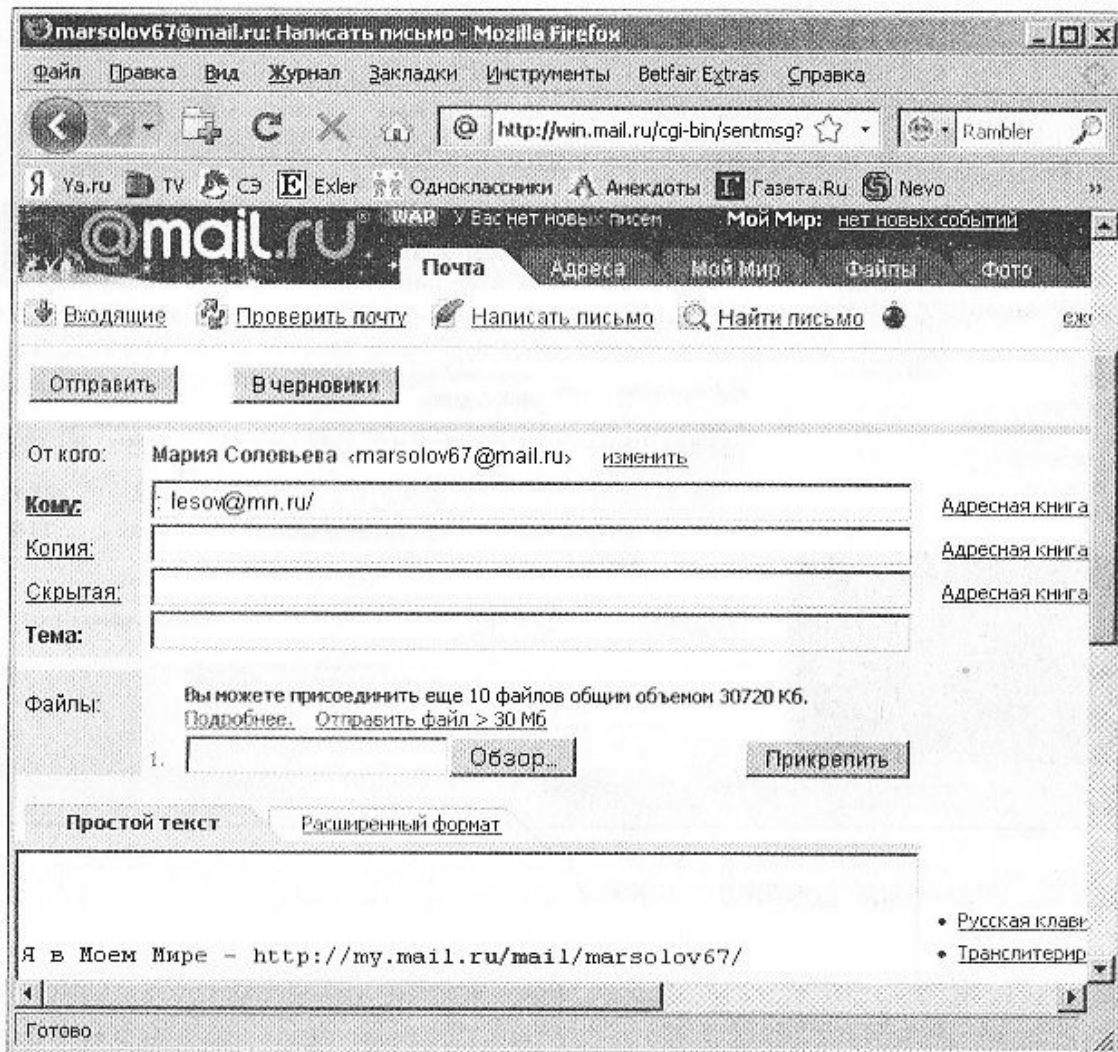 marsolov67@mail.ru: Написать письмо - Mozilla Firefox
Файл Правка Вид Журнал Закладки Инструменты Betfair Extras Справка
@ http://win.mail.ru/cgi-bin/sentmsg? Rambler
Я Ya.ru TV СЭ E Exler Одноклассники Анекдоты Газета.Ru Nevo »
@mail.ru® WAP У Вас нет новых писем Мой Мир: нет новых событий
Почта Адреса Мой Мир Файлы Фото
Входящие Проверить почту Написать письмо Найти письмо
Отправить В черновики
От кого: Мария Соловьева <marsolov67@mail.ru> изменить
Кому: : lesov@mn.ru/ Адресная книга
Копия: Адресная книга
Скрытая: Адресная книга
Тема:
Файлы: Вы можете присоединить еще 10 файлов общим объемом 30720 Кб.
Подробнее. Отправить файл > 30 Мб
1. Обзор... Прикрепить
Простой текст Расширенный формат
• Русская клави
Я в Моем Мире - http://my.mail.ru/mail/marsolov67/ • Транслитерир
Готово